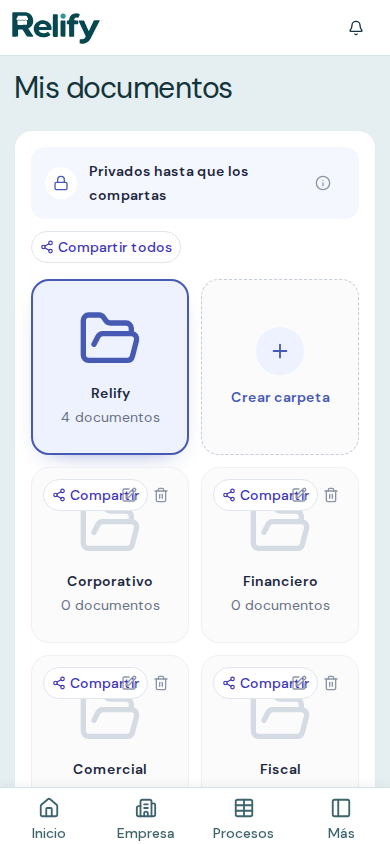 Relify
Mis documentos
Privados hasta que los
compartas
Compartir todos
Relify
4 documentos
Crear carpeta
Compartir
Compartir
Corporativo
0 documentos
Financiero
0 documentos
Compartir
Compartir
Comercial
Fiscal
Inicio
Empresa
Procesos
Más